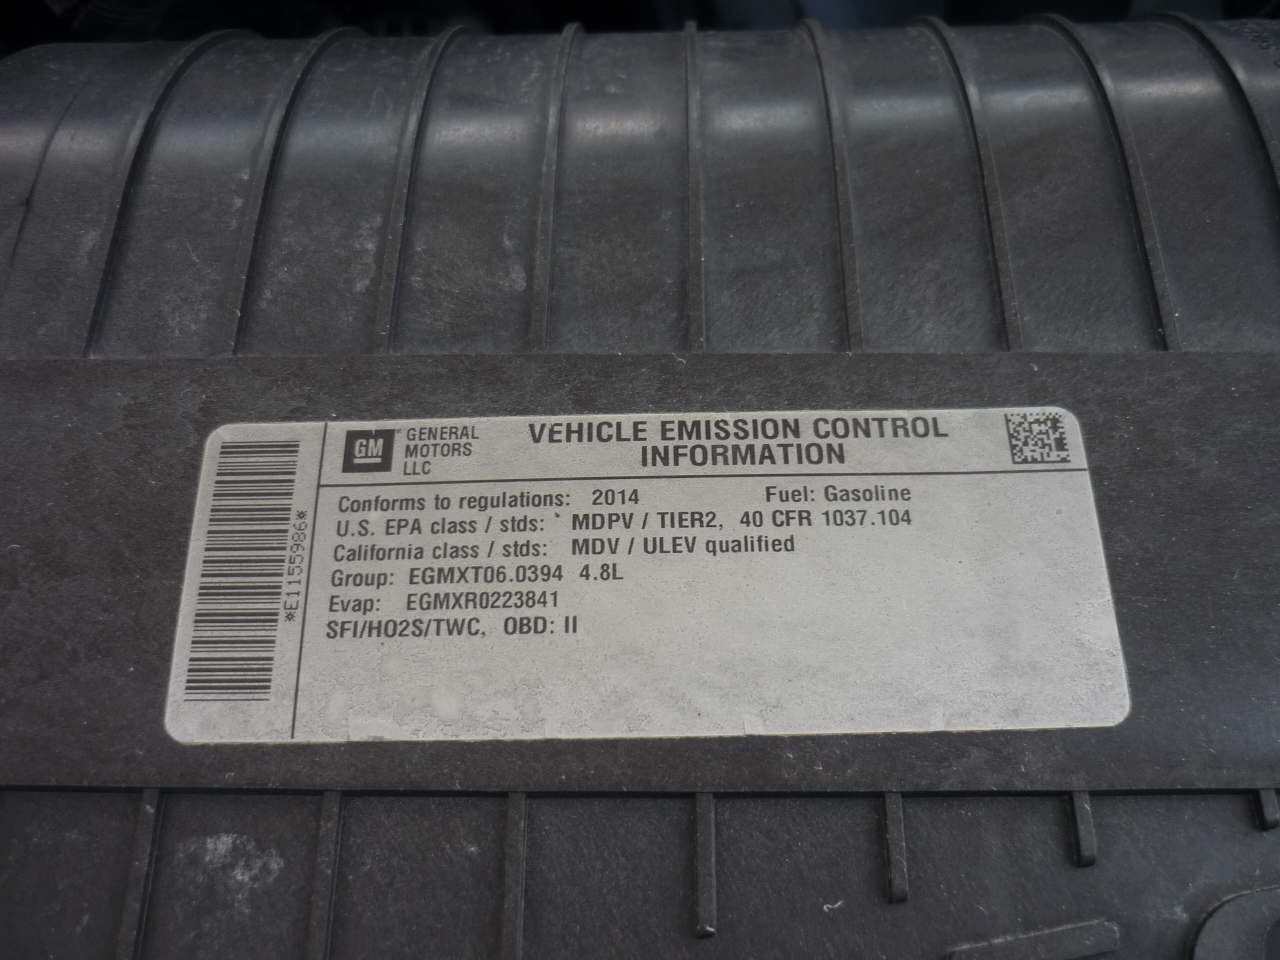 *E1155986*
GM
GENERAL
MOTORS
LLC
VEHICLE EMISSION CONTROL
INFORMATION
Conforms to regulations: 2014 Fuel: Gasoline
U.S. EPA class / stds: MDPV / TIER2, 40 CFR 1037.104
California class / stds: MDV / ULEV qualified
Group: EGMXT06.0394 4.8L
Evap: EGMXR0223841
SFI/HO2S/TWC, OBD: II